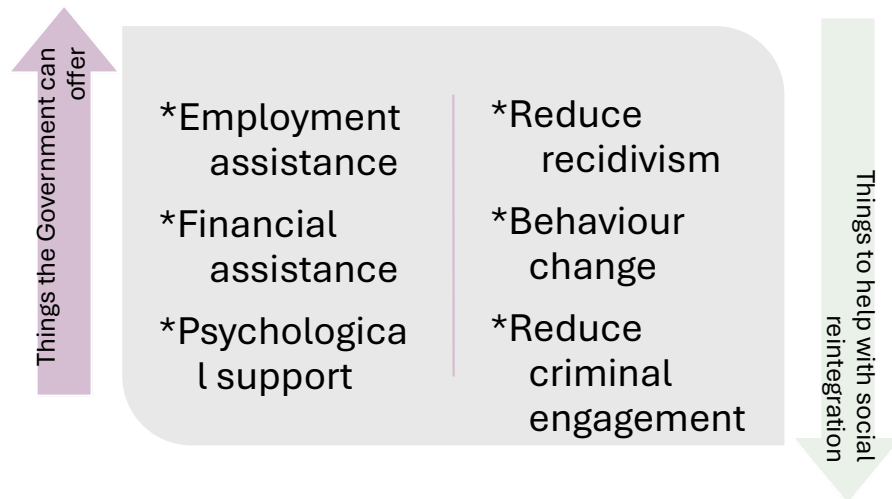 Things the Government can
offer
*Employment
assistance
*Financial
assistance
*Psychologica
l support
*Reduce
recidivism
*Behaviour
change
*Reduce
criminal
engagement
Things to help with social
reintegration